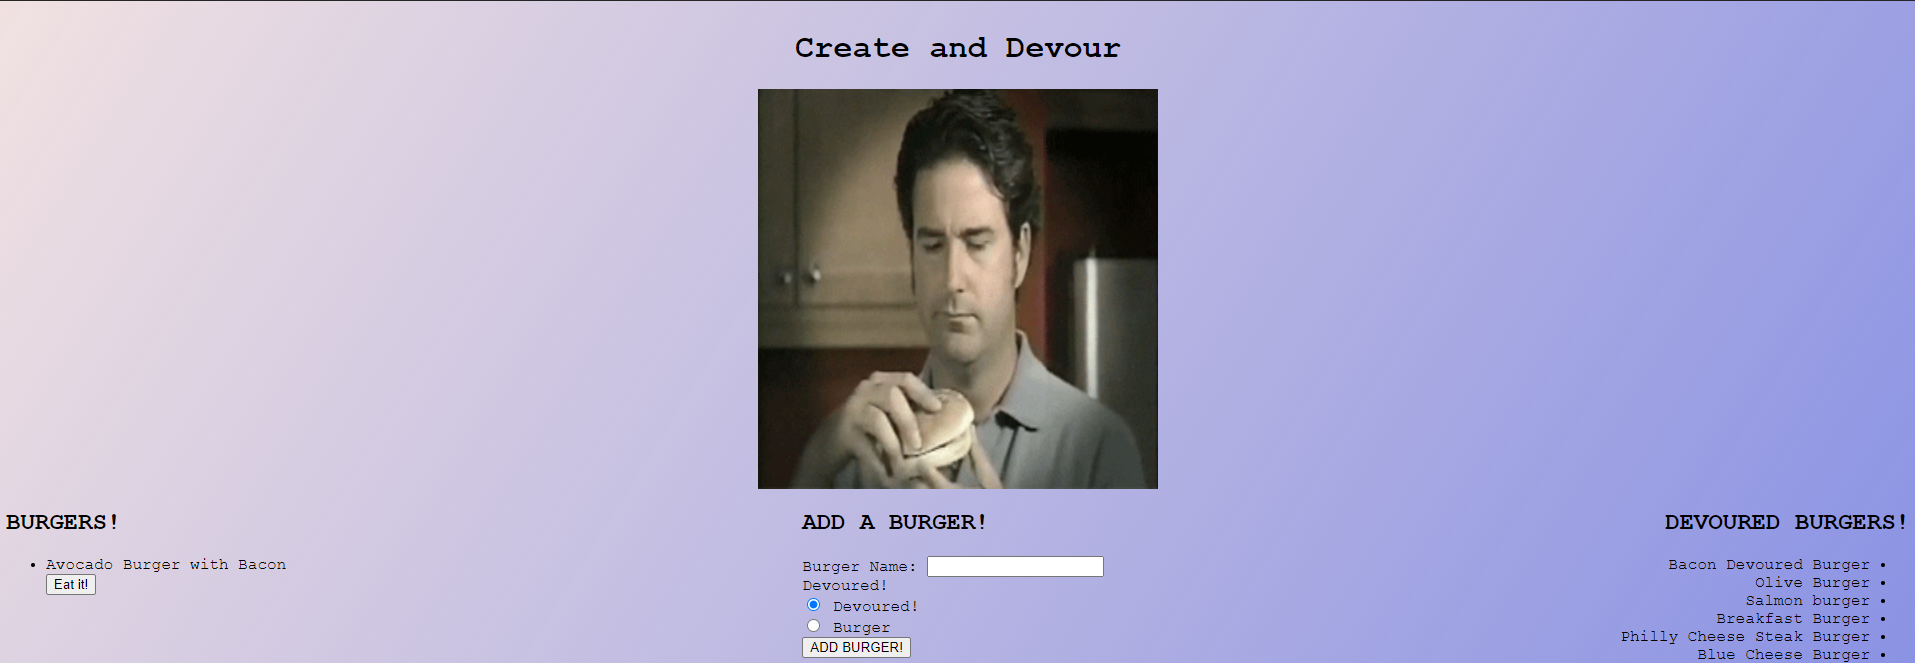 Create and Devour
BURGERS!
Avocado Burger with Bacon
Eat it!
ADD A BURGER!
Burger Name:
Devoured!
Devoured!
Burger
ADD BURGER!
DEVOURED BURGERS!
Bacon Devoured Burger
Olive Burger
Salmon burger
Breakfast Burger
Philly Cheese Steak Burger
Blue Cheese Burger